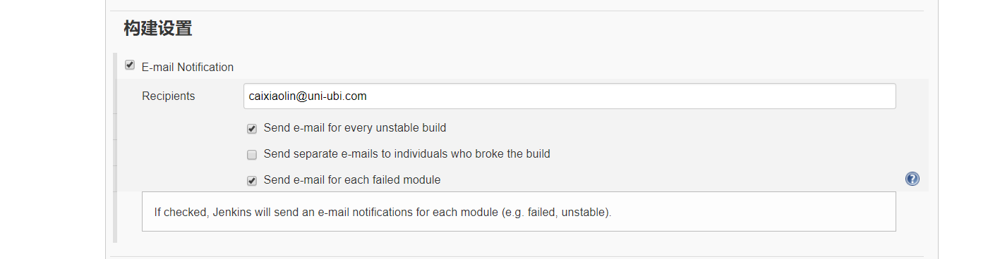 构建设置
E-mail Notification
Recipients
caixiaolin@uni-ubi.com
Send e-mail for every unstable build
Send separate e-mails to individuals who broke the build
Send e-mail for each failed module
?
If checked, Jenkins will send an e-mail notifications for each module (e.g. failed, unstable).